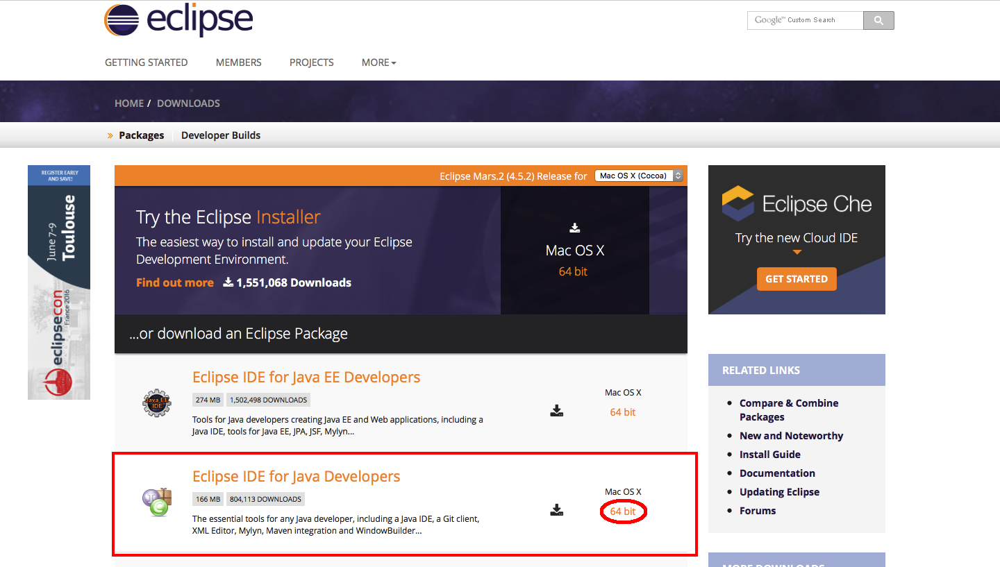 eclipse
Google™ Custom Search
GETTING STARTED
MEMBERS
PROJECTS
MORE
HOME / DOWNLOADS
Packages
Developer Builds
REGISTER EARLY
AND SAVE!
June 7-9
Toulouse
eclipsecon
France 2016
Eclipse Mars.2 (4.5.2) Release for
Mac OS X (Cocoa)
Try the Eclipse Installer
The easiest way to install and update your Eclipse
Development Environment.
Find out more
1,551,068 Downloads
Mac OS X
64 bit
...or download an Eclipse Package
Java EE
IDE
Eclipse IDE for Java EE Developers
274 MB
1,502,498 DOWNLOADS
Tools for Java developers creating Java EE and Web applications, including a
Java IDE, tools for Java EE, JPA, JSF, Mylyn...
Mac OS X
64 bit
Eclipse IDE for Java Developers
166 MB
804,113 DOWNLOADS
The essential tools for any Java developer, including a Java IDE, a Git client,
XML Editor, Mylyn, Maven integration and WindowBuilder...
Mac OS X
64 bit
Eclipse Che
Try the new Cloud IDE
GET STARTED
RELATED LINKS
Compare & Combine
Packages
New and Noteworthy
Install Guide
Documentation
Updating Eclipse
Forums
MORE DOWNLOADS